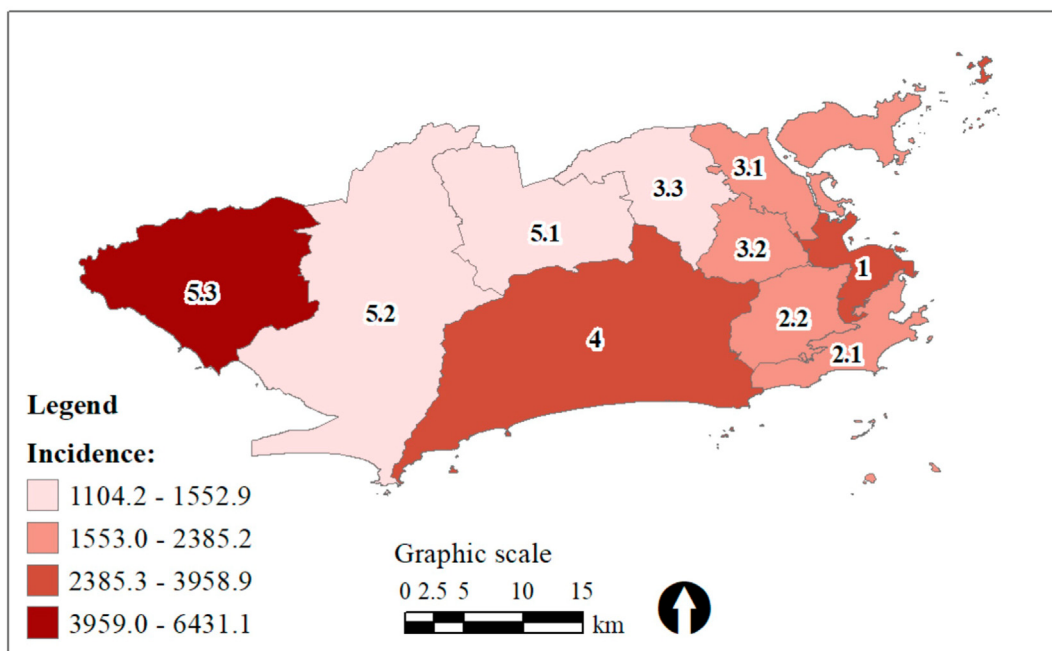 3.1
3.3
5.1
3.2
1
5.3
5.2
2.2
4
2.1
Legend
Incidence:
1104.2 - 1552.9
1553.0 - 2385.2
2385.3 - 3958.9
3959.0 - 6431.1
Graphic scale
0 2.5 5 10 15
km